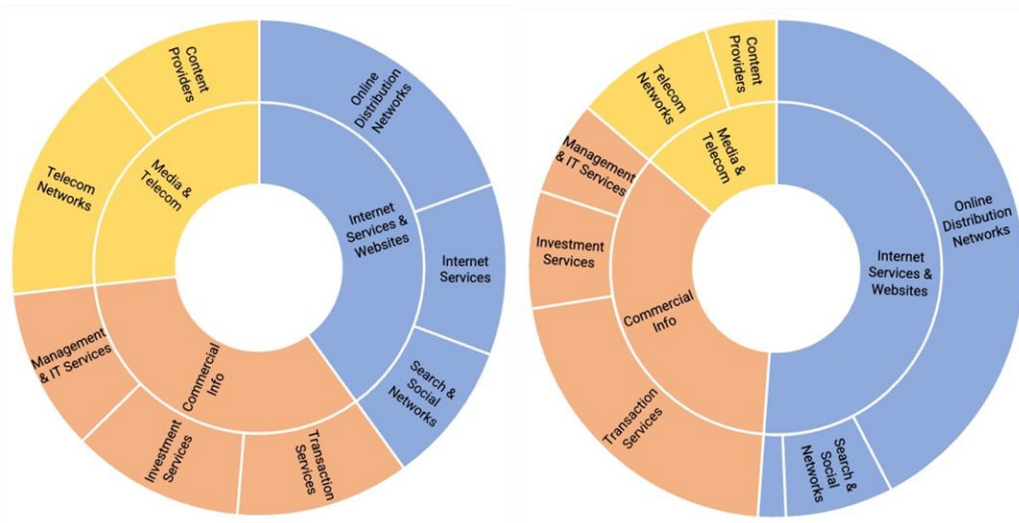 Content
Providers
Online
Distribution
Networks
Telecom
Networks
Media &
Telecom
Internet
Services &
Websites
Internet
Services
Management
& IT Services
Commercial
Info
Search &
Social
Networks
Investment
Services
Transaction
Services
Content
Providers
Telecom
Networks
Media &
Telecom
Management
& IT Services
Online
Distribution
Networks
Investment
Services
Internet
Services &
Websites
Commercial
Info
Transaction
Services
Search &
Social
Networks